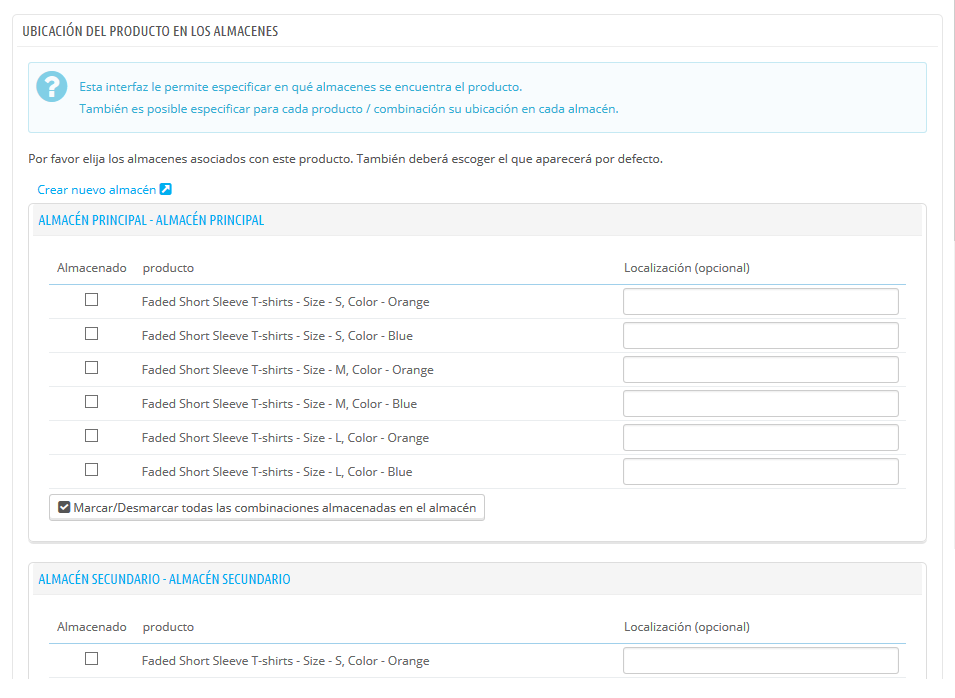 UBICACIÓN DEL PRODUCTO EN LOS ALMACENES
?
Esta interfaz le permite especificar en qué almacenes se encuentra el producto.
También es posible especificar para cada producto / combinación su ubicación en cada almacén.
Por favor elija los almacenes asociados con este producto. También deberá escoger el que aparecerá por defecto.
Crear nuevo almacén
ALMACÉN PRINCIPAL - ALMACÉN PRINCIPAL
Almacenado producto Localización (opcional)
Faded Short Sleeve T-shirts - Size - S, Color - Orange
Faded Short Sleeve T-shirts - Size - S, Color - Blue
Faded Short Sleeve T-shirts - Size - M, Color - Orange
Faded Short Sleeve T-shirts - Size - M, Color - Blue
Faded Short Sleeve T-shirts - Size - L, Color - Orange
Faded Short Sleeve T-shirts - Size - L, Color - Blue
Marcar/Desmarcar todas las combinaciones almacenadas en el almacén
ALMACÉN SECUNDARIO - ALMACÉN SECUNDARIO
Almacenado producto Localización (opcional)
Faded Short Sleeve T-shirts - Size - S, Color - Orange